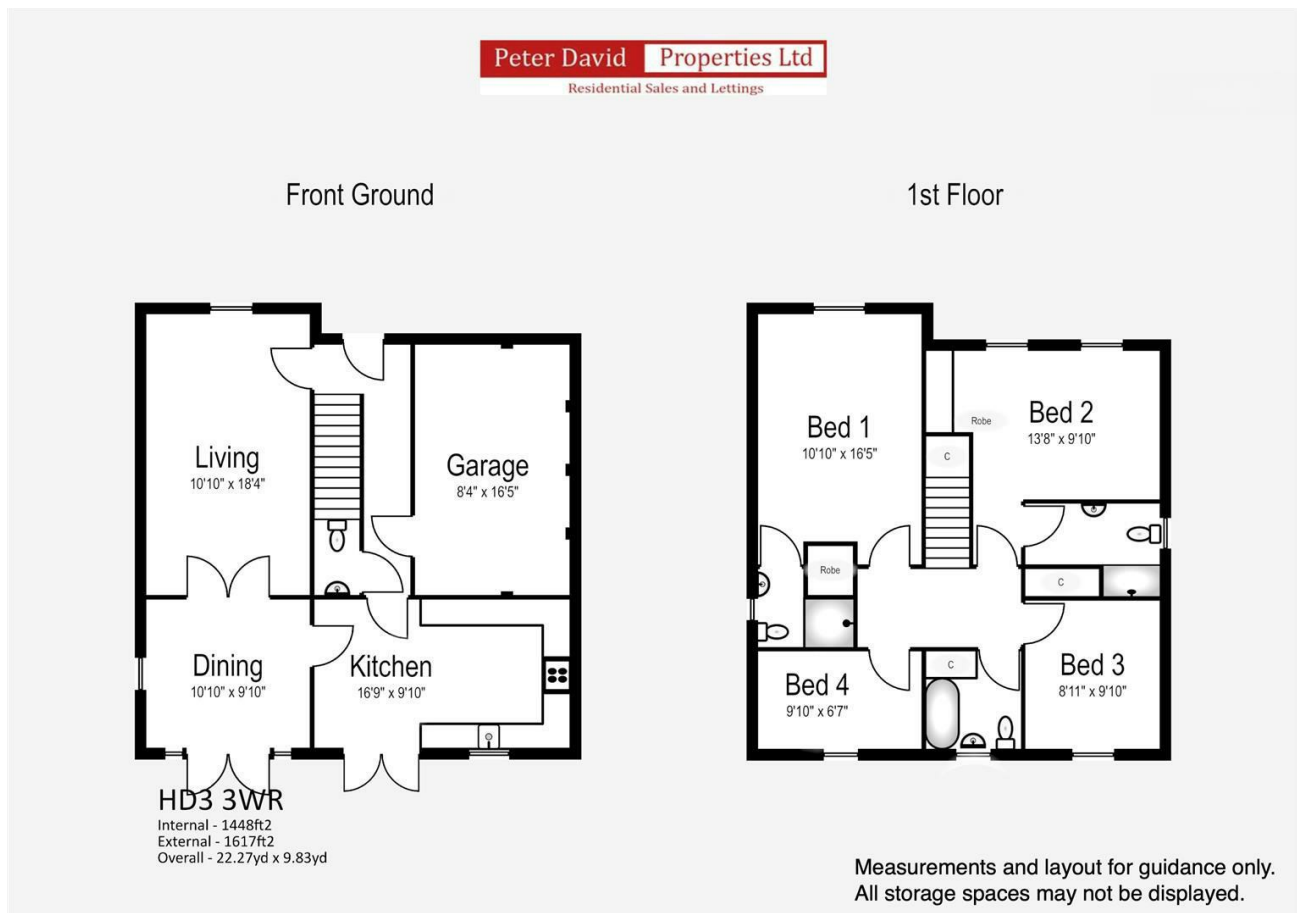 Peter David Properties Ltd
Residential Sales and Lettings
Front Ground
1st Floor
Living
10'10" x 18'4"
Garage
8'4" x 16'5"
Dining
10'10" x 9'10"
Kitchen
16'9" x 9'10"
HD3 3WR
Internal - 1448ft2
External - 1617ft2
Overall - 22.27yd x 9.83yd
Bed 1
10'10" x 16'5"
Robe
Bed 2
13'8" x 9'10"
C
Robe
C
Bed 3
8'11" x 9'10"
Bed 4
9'10" x 6'7"
C
Measurements and layout for guidance only.
All storage spaces may not be displayed.